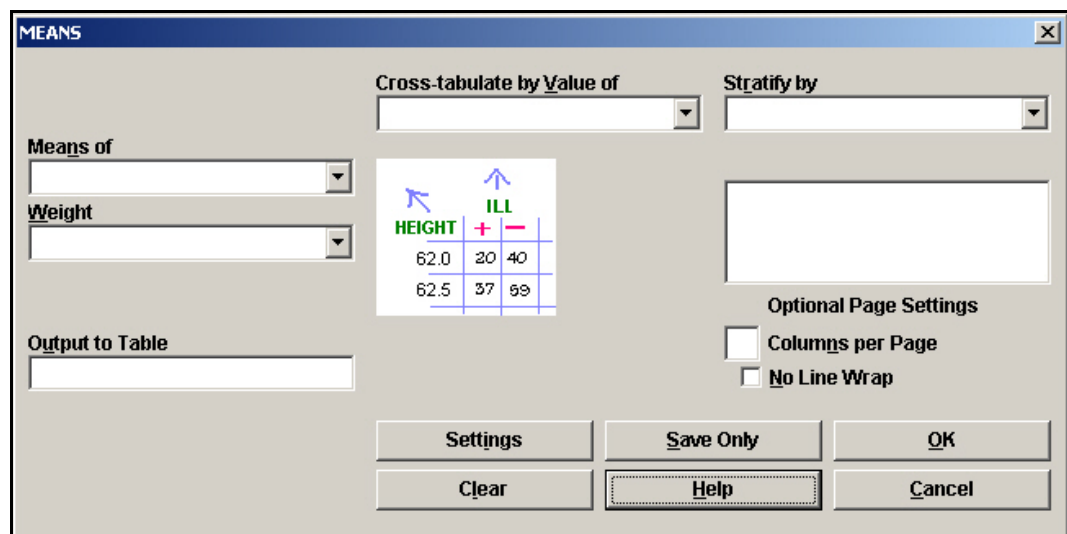 MEANS
Cross-tabulate by Value of
Stratify by
Means of
Weight
ILL
HEIGHT + −
62.0 20 40
62.5 37 99
Optional Page Settings
Columns per Page
No Line Wrap
Output to Table
Settings
Save Only
OK
Clear
Help
Cancel